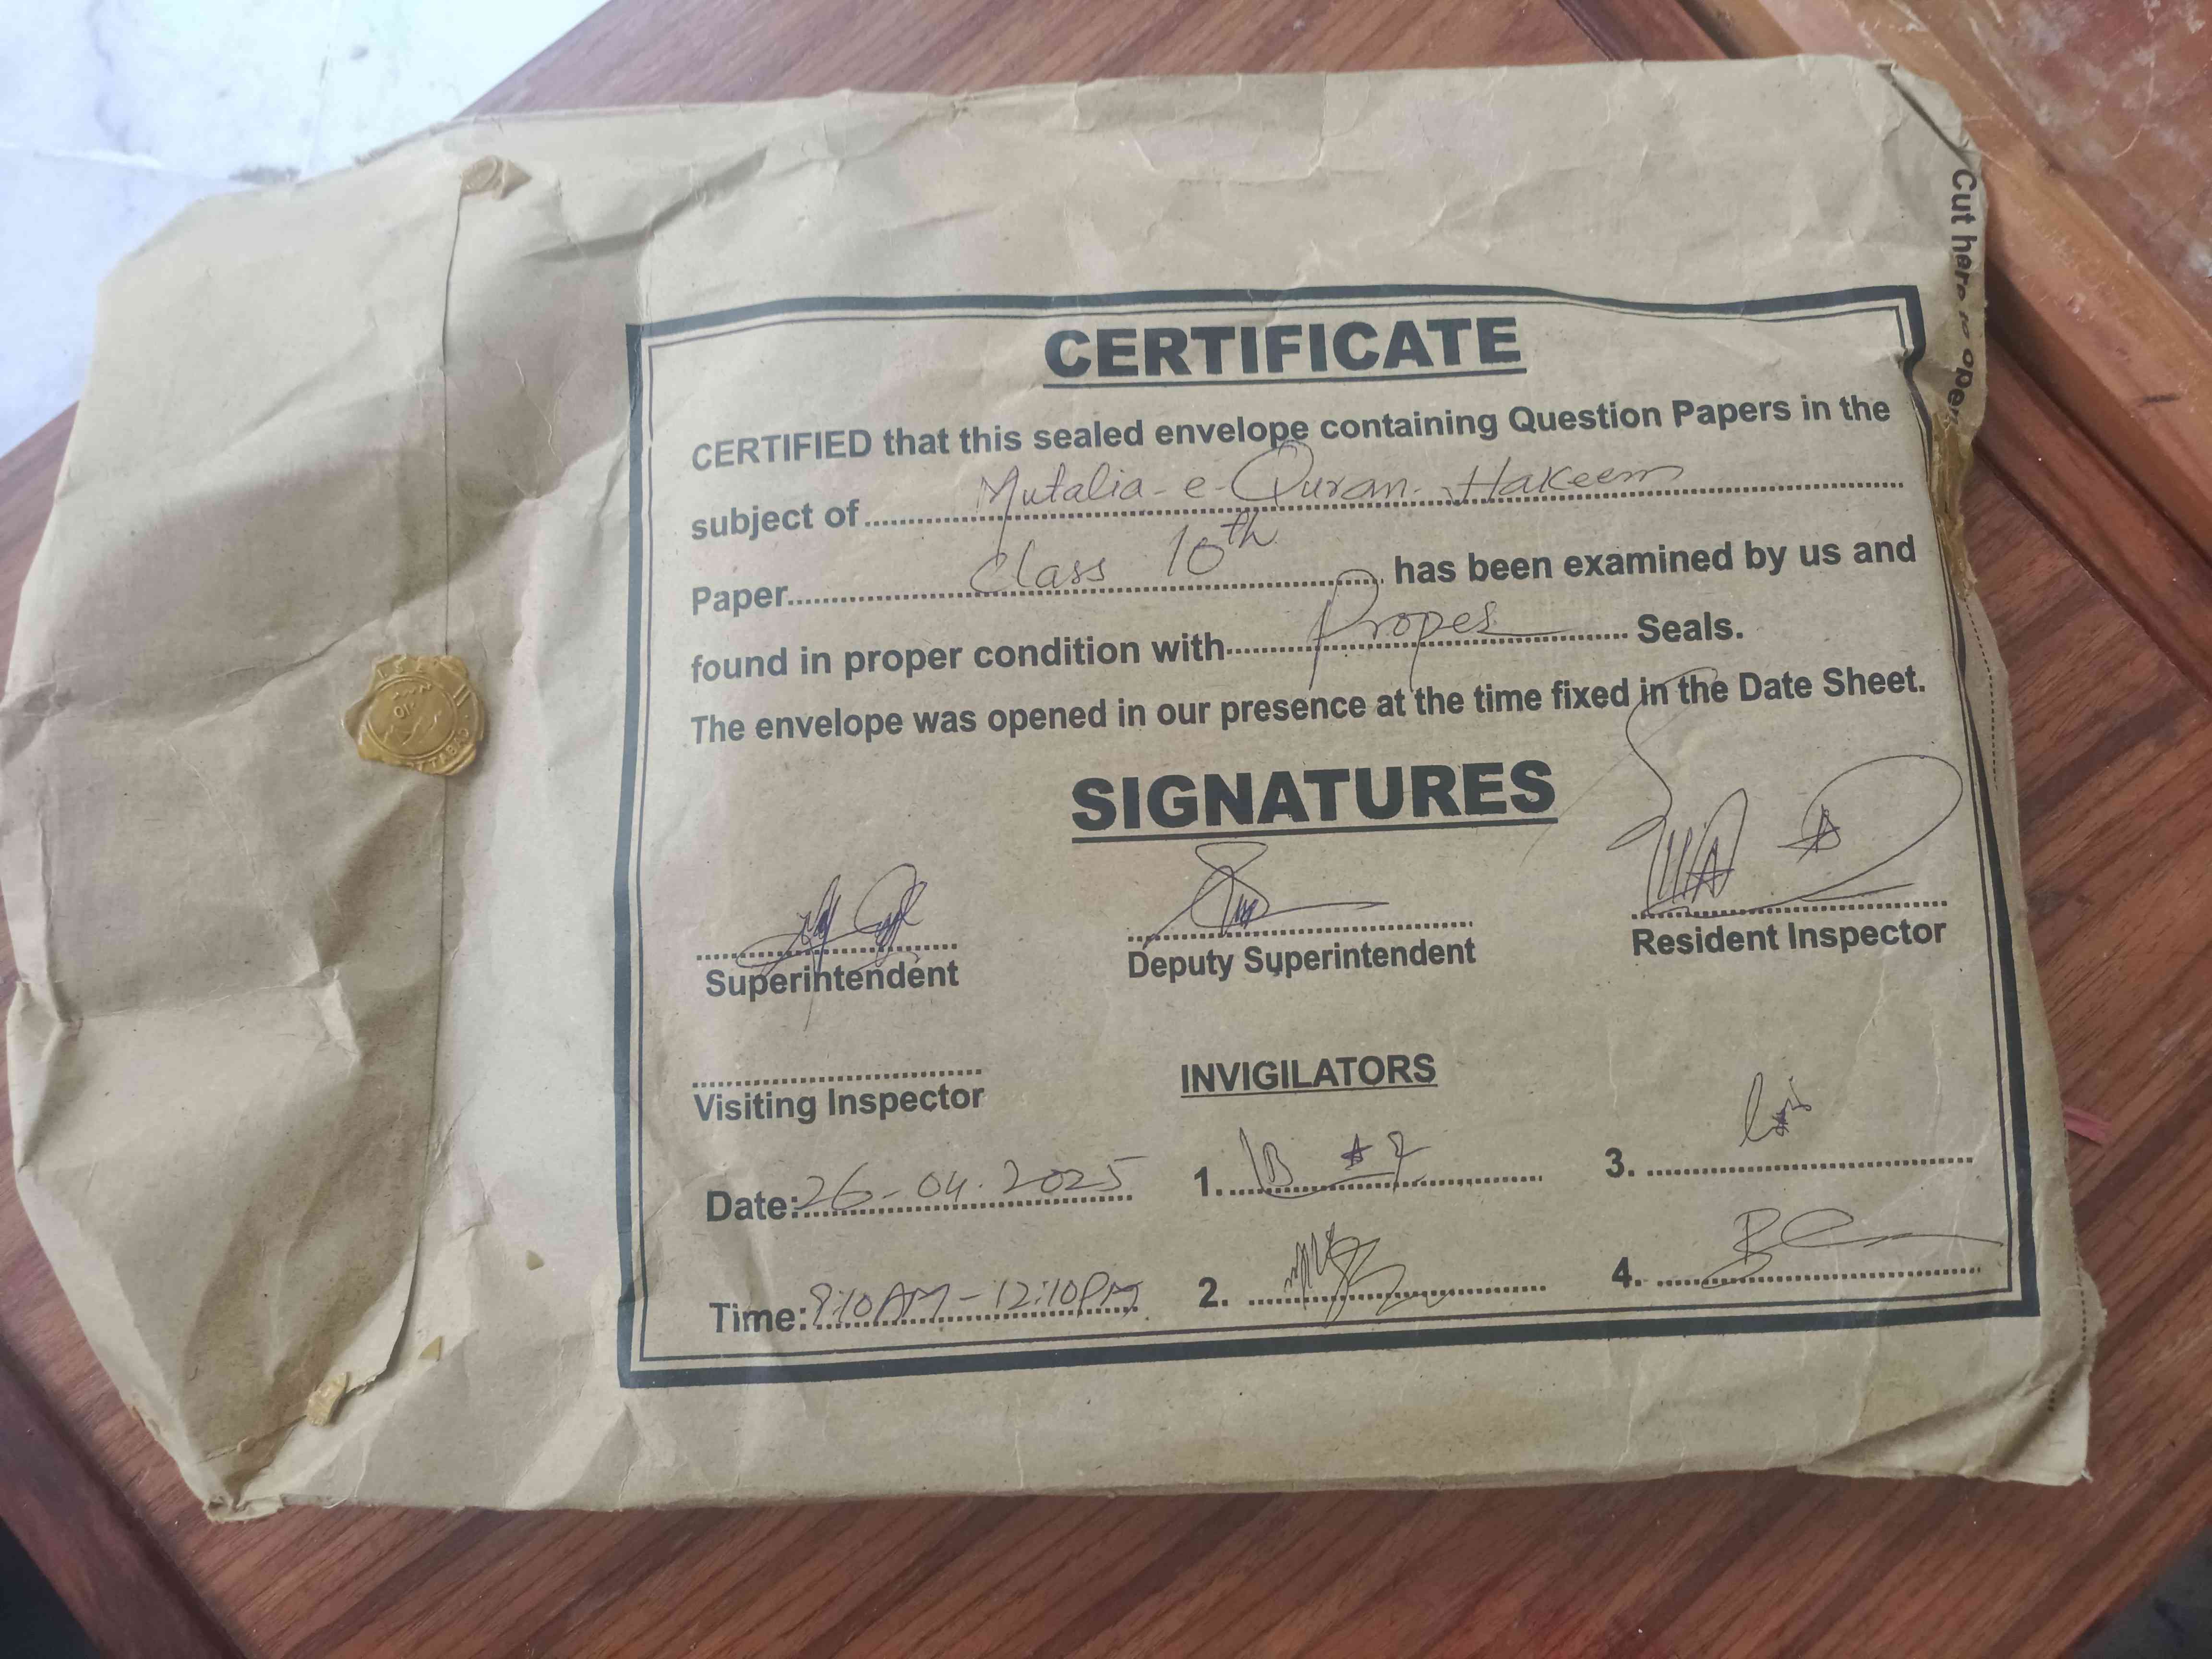 CERTIFICATE
CERTIFIED that this sealed envelope containing Question Papers in the
subject of Mutalia-e-Quran-Hakeem
Paper Class 10th has been examined by us and
found in proper condition with Proper Seals.
The envelope was opened in our presence at the time fixed in the Date Sheet.
SIGNATURES
Superintendent
Deputy Superintendent
Resident Inspector
Visiting Inspector
INVIGILATORS
Date: 26-04-2025
1.
3.
Time: 9:10AM-12:10PM
2.
4.
Cut here to open